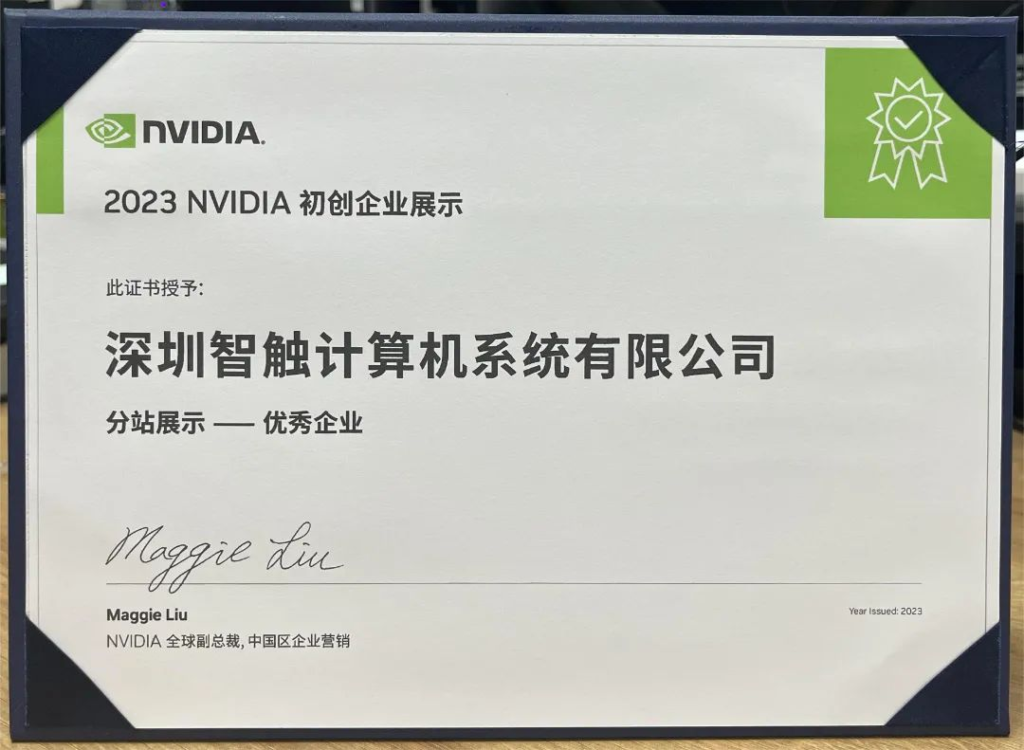 NVIDIA.
2023 NVIDIA 初创企业展示
此证书授予:
深圳智触计算机系统有限公司
分站展示 —— 优秀企业
Maggie Liu
Maggie Liu
Year Issued: 2023
NVIDIA 全球副总裁, 中国区企业营销